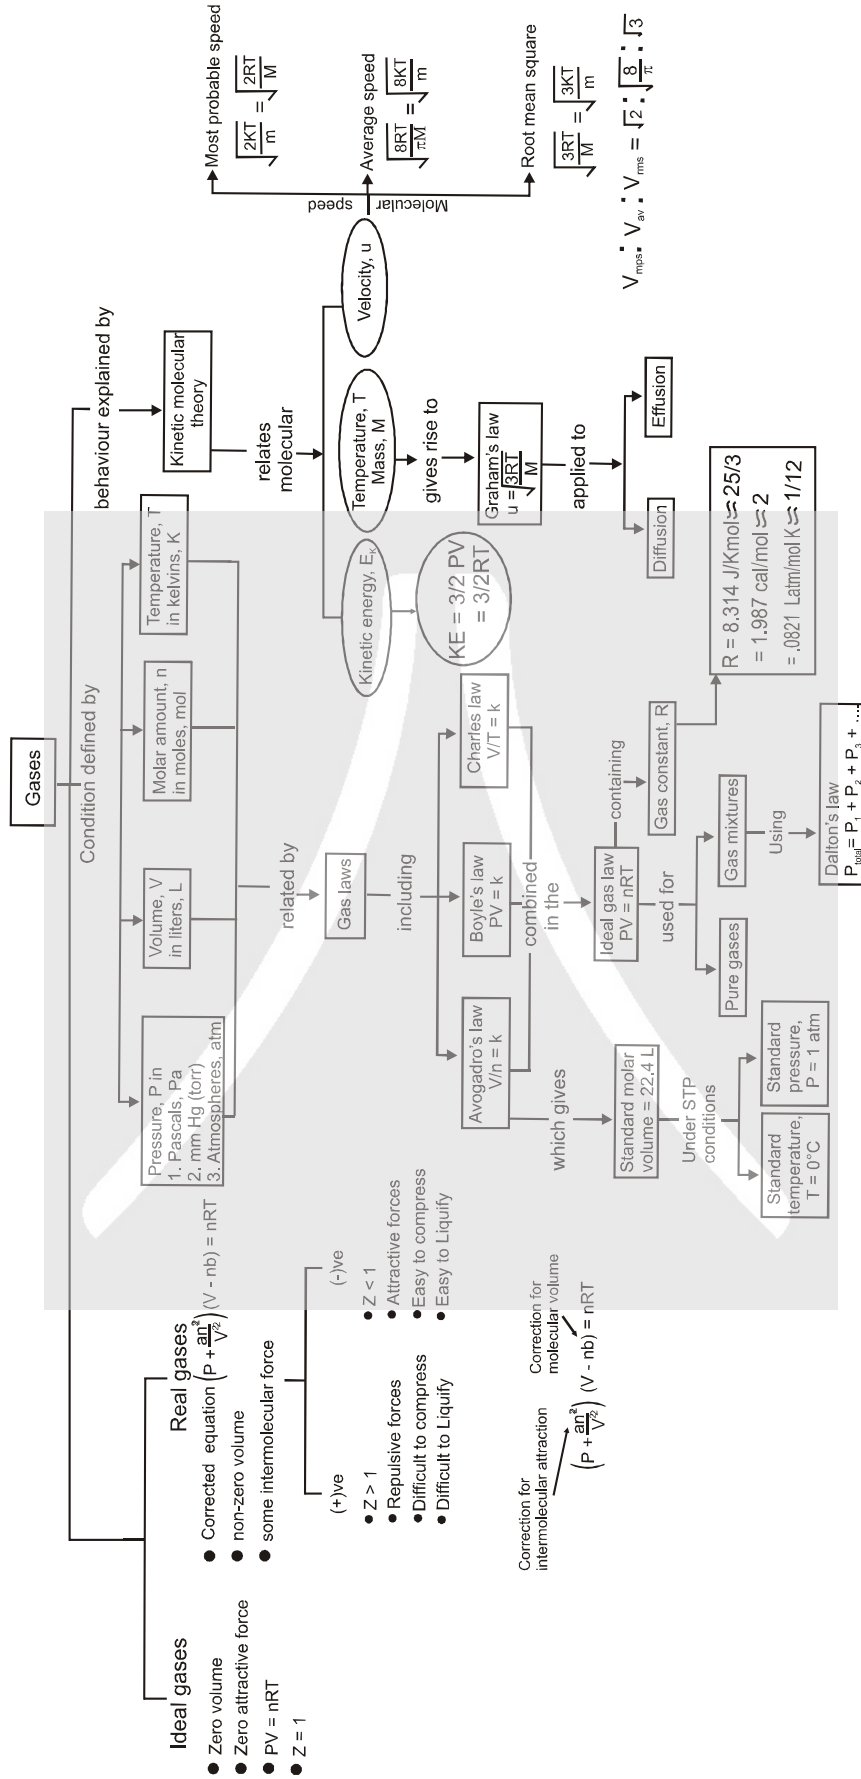 Gases
Ideal gases
● Zero volume
● Zero attractive force
● PV = nRT
● Z = 1
Real gases
● Corrected equation (P + an²/V²) (V - nb) = nRT
● non-zero volume
● some intermolecular force
(+)ve
● Z > 1
● Repulsive forces
● Difficult to compress
● Difficult to Liquify
(-)ve
● Z < 1
● Attractive forces
● Easy to compress
● Easy to Liquify
Correction for
intermolecular attraction
Correction for
molecular volume
(P + an²/V²) (V - nb) = nRT
Condition defined by
Pressure, P in
1. Pascals, Pa
2. mm Hg (torr)
3. Atmospheres, atm
Volume, V
in liters, L
Molar amount, n
in moles, mol
Temperature, T
in kelvins, K
related by
Gas laws
including
Avogadro's law
V/n = k
Boyle's law
PV = k
Charles law
V/T = k
combined
in the
which gives
Standard molar
volume = 22.4 L
Under STP
conditions
Standard
temperature,
T = 0°C
Standard
pressure,
P = 1 atm
Ideal gas law
PV = nRT
containing
Gas constant, R
R = 8.314 J/Kmol ≈ 25/3
= 1.987 cal/mol ≈ 2
= .0821 Latm/mol K ≈ 1/12
used for
Pure gases
Gas mixtures
Using
Dalton's law
P_total = P₁ + P₂ + P₃ + ....
behaviour explained by
Kinetic molecular
theory
relates
molecular
Kinetic energy, E_K
KE = 3/2 PV
= 3/2RT
Temperature, T
Mass, M
gives rise to
Graham's law
u = √(3RT/M)
applied to
Diffusion
Effusion
Velocity, u
Molecular
speed
Most probable speed
√(2KT/m) = √(2RT/M)
Average speed
√(8RT/πM) = √(8KT/m)
Root mean square
√(3RT/M) = √(3KT/m)
V_mps : V_av : V_rms = √2 : √(8/π) : √3